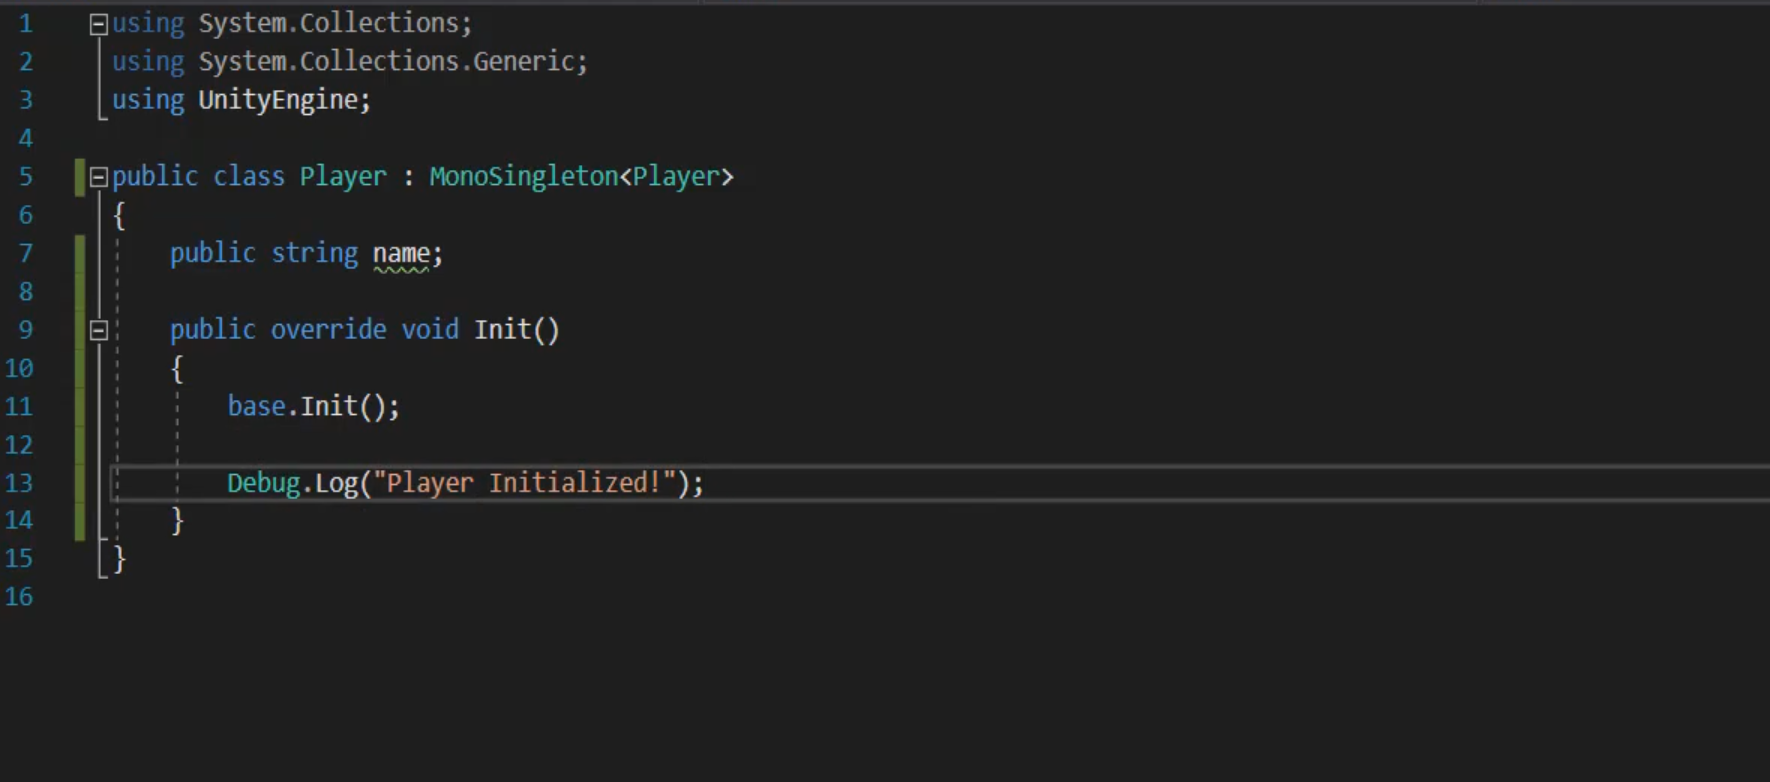 1 using System.Collections;
2 using System.Collections.Generic;
3 using UnityEngine;
4
5 public class Player : MonoSingleton<Player>
6 {
7 public string name;
8
9 public override void Init()
10 {
11 base.Init();
12
13 Debug.Log("Player Initialized!");
14 }
15 }
16